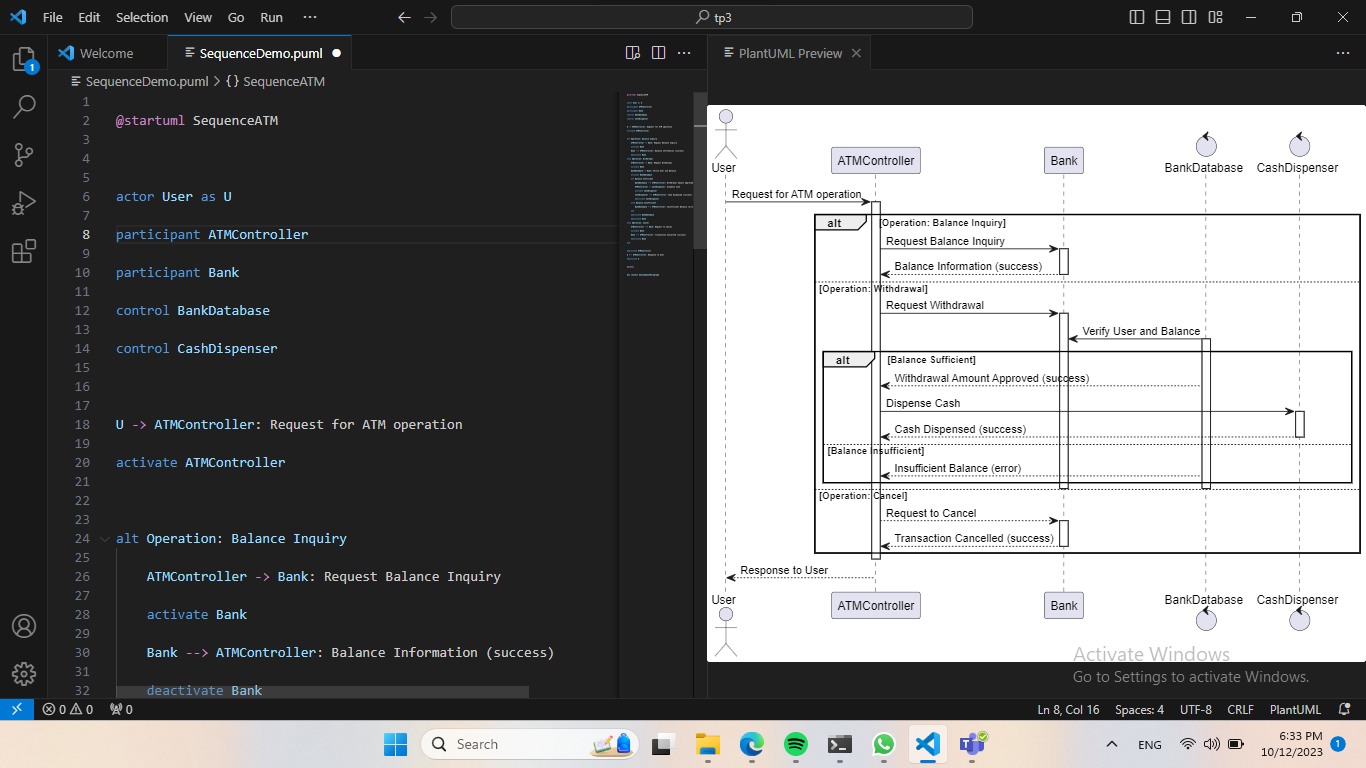 File Edit Selection View Go Run ···
tp3
Welcome
SequenceDemo.puml
PlantUML Preview
SequenceDemo.puml > {} SequenceATM
1
2 @startuml SequenceATM
3
4
5
6 actor User as U
7
8 participant ATMController
9
10 participant Bank
11
12 control BankDatabase
13
14 control CashDispenser
15
16
17
18 U -> ATMController: Request for ATM operation
19
20 activate ATMController
21
22
23
24 alt Operation: Balance Inquiry
25
26 ATMController -> Bank: Request Balance Inquiry
27
28 activate Bank
29
30 Bank --> ATMController: Balance Information (success)
31
32 deactivate Bank
User
ATMController
Bank
BankDatabase
CashDispenser
Request for ATM operation
alt [Operation: Balance Inquiry]
Request Balance Inquiry
Balance Information (success)
[Operation: Withdrawal]
Request Withdrawal
Verify User and Balance
alt [Balance Sufficient]
Withdrawal Amount Approved (success)
Dispense Cash
Cash Dispensed (success)
[Balance Insufficient]
Insufficient Balance (error)
[Operation: Cancel]
Request to Cancel
Transaction Cancelled (success)
Response to User
User
ATMController
Bank
BankDatabase
CashDispenser
Activate Windows
Go to Settings to activate Windows.
1
0 0 0
Ln 8, Col 16 Spaces: 4 UTF-8 CRLF PlantUML
Search
ENG
6:33 PM
10/12/2023
1